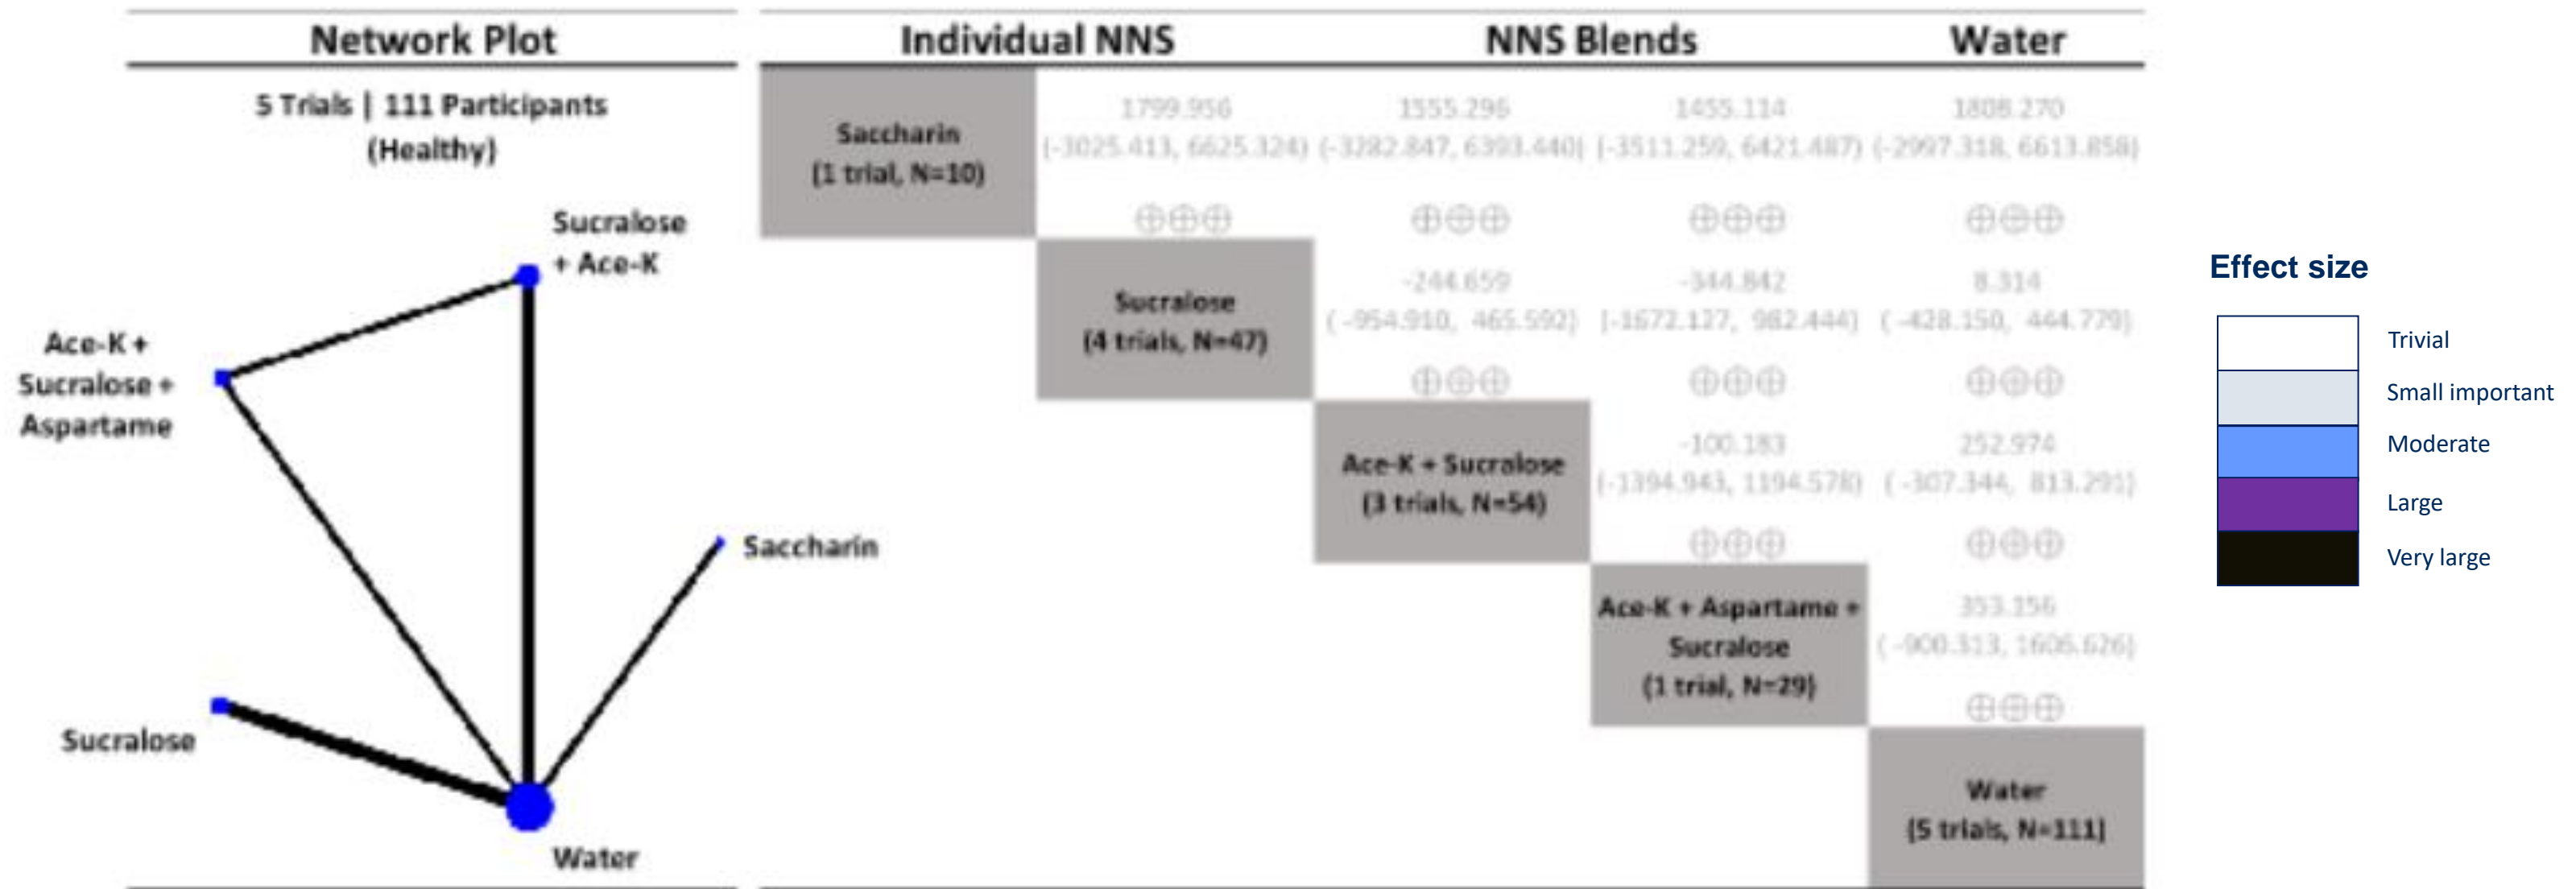 Network Plot
5 Trials | 111 Participants
(Healthy)
Sucralose
+ Ace-K
Ace-K +
Sucralose +
Aspartame
Saccharin
Sucralose
Water
Individual NNS NNS Blends Water
Saccharin
(1 trial, N=10)
1799.956 1555.296 1455.114 1808.270
(-3025.413, 6625.324) (-3282.847, 6393.440) (-3511.259, 6421.487) (-2997.318, 6613.858)
⊕⊕⊕ ⊕⊕⊕ ⊕⊕⊕ ⊕⊕⊕
Sucralose
(4 trials, N=47)
-244.659 -344.842 8.314
( -954.910, 465.592) (-1672.127, 982.444) ( -428.150, 444.779)
⊕⊕⊕ ⊕⊕⊕ ⊕⊕⊕
Ace-K + Sucralose
(3 trials, N=54)
-100.183 252.974
(-1394.943, 1194.578) ( -307.344, 813.291)
⊕⊕⊕ ⊕⊕⊕
Ace-K + Aspartame +
Sucralose
(1 trial, N=29)
353.156
( -900.313, 1606.626)
⊕⊕⊕
Water
(5 trials, N=111)
Effect size
Trivial
Small important
Moderate
Large
Very large